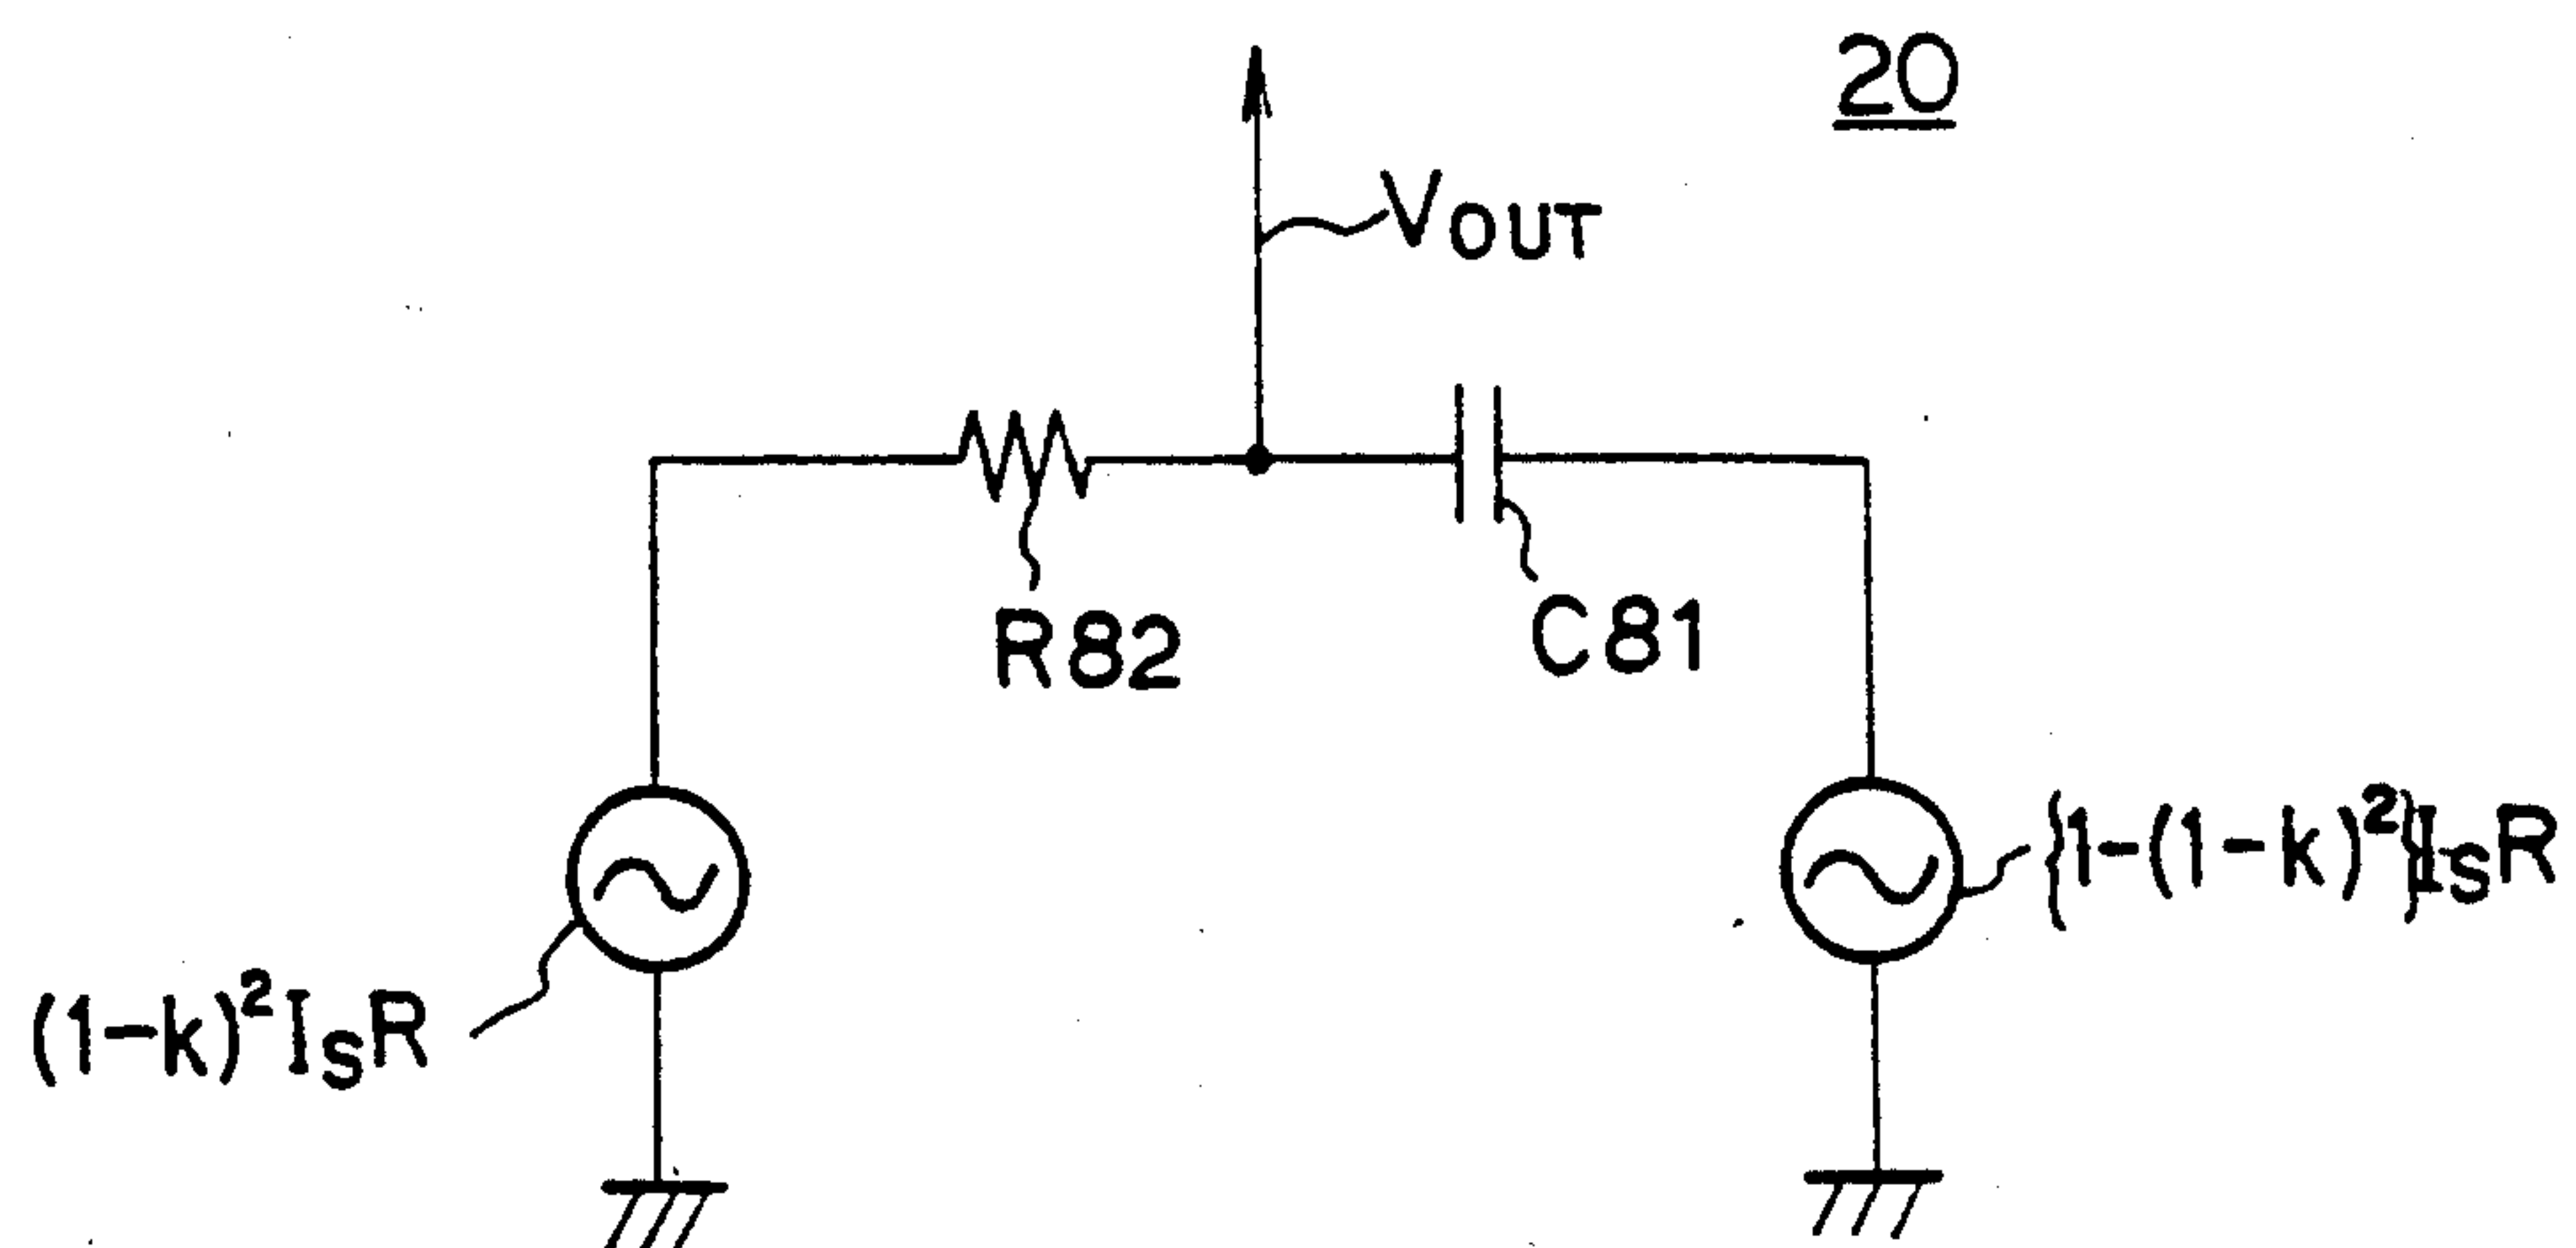 20
VOUT
R82
C81
{1-(1-k)²}ISR
(1-k)²ISR